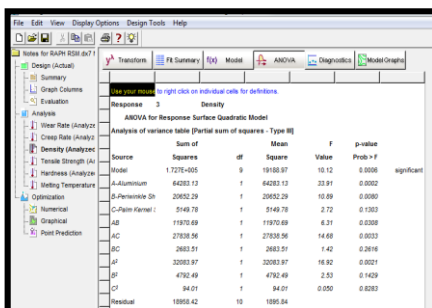 File Edit View Display Options Design Tools Help
Notes for RAPH RSM.dx7
Design (Actual)
Summary
Graph Columns
Evaluation
Analysis
Wear Rate (Analyze
Creep Rate (Analyze
Density (Analyzed
Tensile Strength (An
Hardness (Analyzed
Melting Temperature
Optimization
Numerical
Graphical
Point Prediction
yλ Transform Fit Summary f(x) Model ANOVA Diagnostics Model Graphs
Use your mouse to right click on individual cells for definitions.
Response 3 Density
ANOVA for Response Surface Quadratic Model
Analysis of variance table [Partial sum of squares - Type III]
Sum of Mean F p-value
Source Squares df Square Value Prob > F
Model 1.727E+005 9 19188.97 10.12 0.0006 significant
A-Aluminium 64283.13 1 64283.13 33.91 0.0002
B-Periwinkle Sh 20652.29 1 20652.29 10.89 0.0080
C-Palm Kernel 5149.78 1 5149.78 2.72 0.1303
AB 11970.69 1 11970.69 6.31 0.0308
AC 27838.56 1 27838.56 14.68 0.0033
BC 2683.51 1 2683.51 1.42 0.2616
A² 32083.97 1 32083.97 16.92 0.0021
B² 4792.49 1 4792.49 2.53 0.1429
C² 94.01 1 94.01 0.050 0.8283
Residual 18958.42 10 1895.84